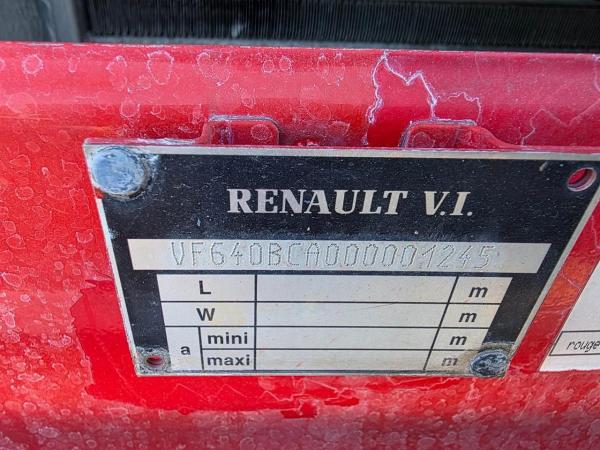 RENAULT V.I.
VF640BCA000001245
L m
W m
a mini m
maxi m
rouge